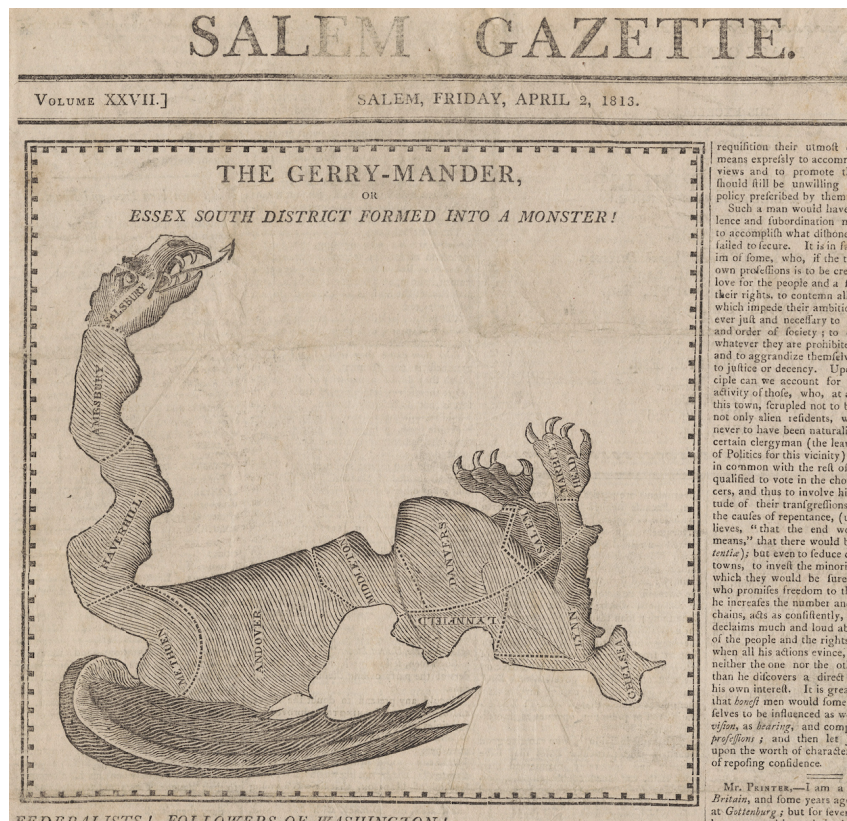 SALEM GAZETTE.
VOLUME XXVII.]
SALEM, FRIDAY, APRIL 2, 1813.
THE GERRY-MANDER,
OR
ESSEX SOUTH DISTRICT FORMED INTO A MONSTER!
SALSBURY
AMESBURY
HAVERHILL
METHUEN
ANDOVER
MIDDLETON
DANVERS
LYNNFIELD
SALEM
MARBLE
HEAD
LYNN
CHELSE
FEDERALISTS! FOLLOWERS OF WASHINGTON!
requiſition their utmoſt
means expreſsly to accomm
views and to promote t
ſhould ſtill be unwilling
policy preſcribed by them
Such a man would have
lence and ſubordination
to accompliſh what diſhone
failed to ſecure. It is in
im of ſome, who, if the
own profeſſions is to be cre
love for the people and a
their rights, to contemn al
which impede their ambitio
ever juſt and neceſſary to
and order of ſociety; to
whatever they are prohibite
and to aggrandize themſelv
to juſtice or decency. Upo
ciple can we account for
activity of thoſe, who, at
this town, ſcrupled not to
not only alien reſidents, w
never to have been naturali
certain clergyman (the lea
of Politics for this vicinity)
in common with the reſt of
qualified to vote in the cho
cers, and thus to involve hi
tude of their tranſgreſſions
the cauſes of repentance, (
lieves, "that the end
means," that there would
tentiæ); but even to ſeduce
towns, to inveſt the minori
which they would be ſure
who promiſes freedom to th
he increaſes the number an
chains, acts as conſiſtently,
declaims much and loud ab
of the people and the rights
when all his actions evince,
neither the one nor the
than he diſcovers a direct
his own intereſt. It is grea
that honeſt men would ſome
ſelves to be influenced as w
viſion, as hearing, and comp
profeſſions; and then let
upon the worth of characte
of repoſing confidence.
Mr. PRINTER,—I am a
Britain, and ſome years ag
at Gottenburg; but for ſever